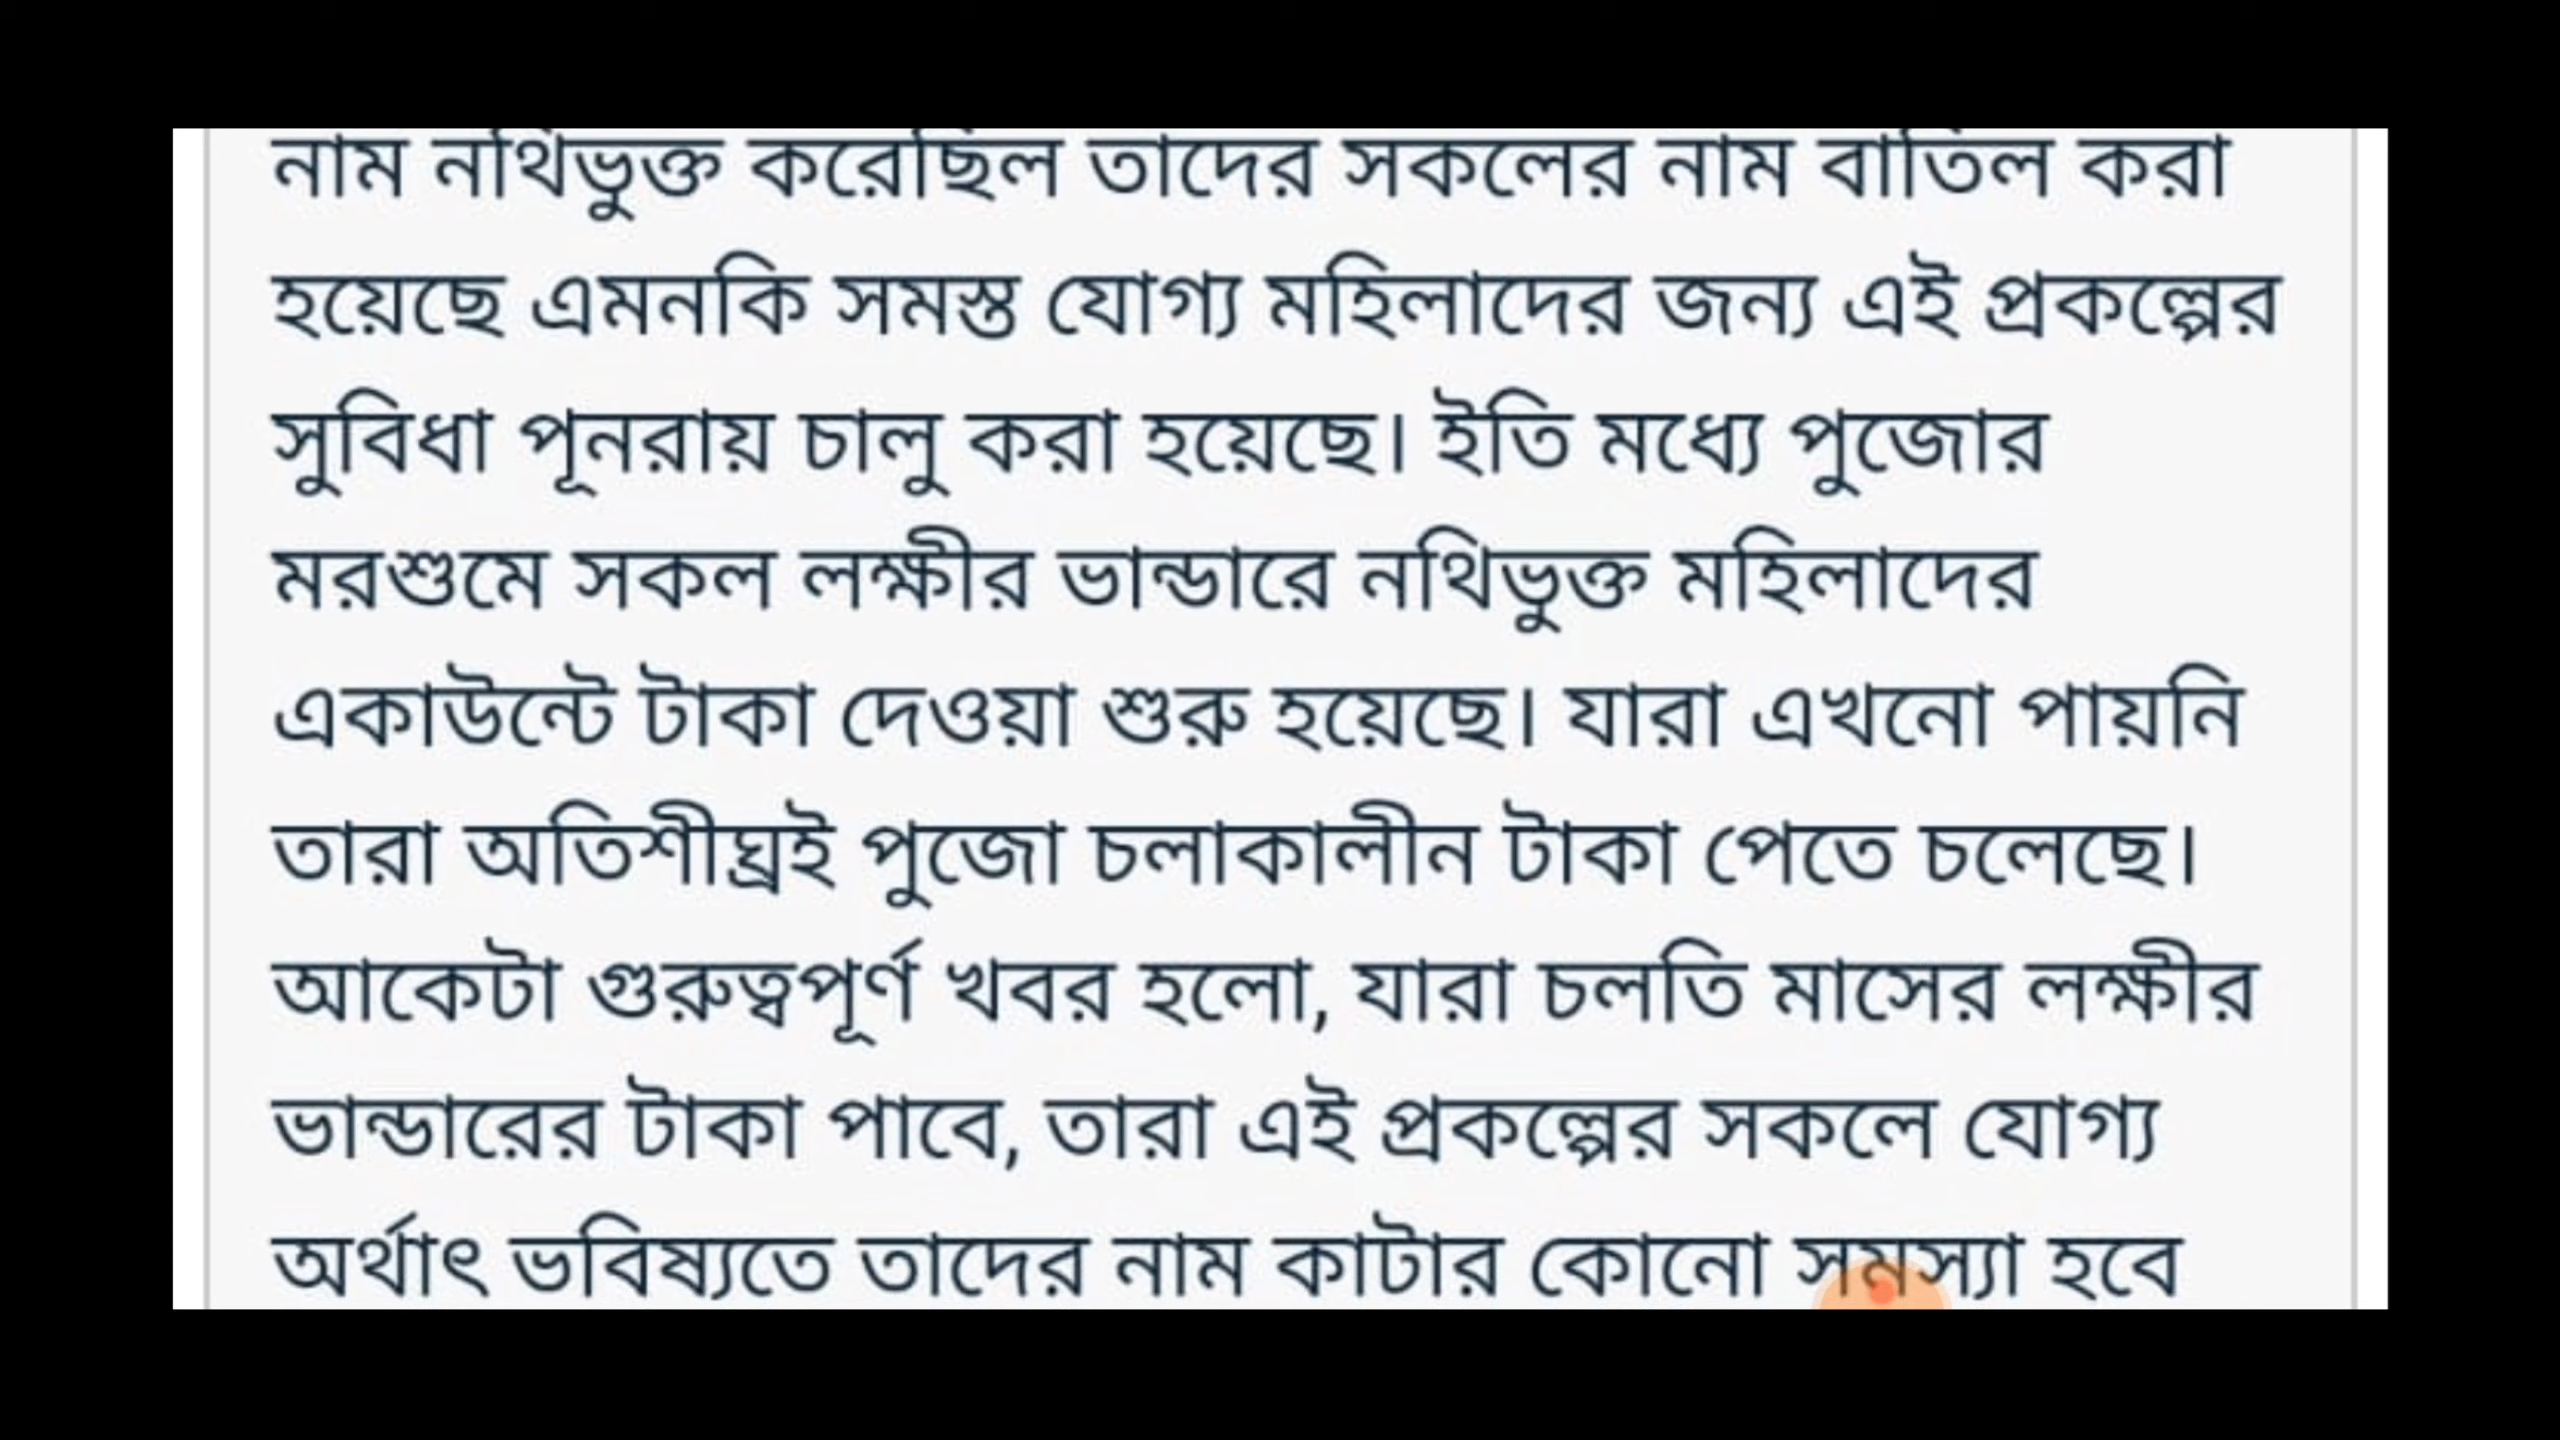 নাম নথিভুক্ত করেছিল তাদের সকলের নাম বাতিল করা
হয়েছে এমনকি সমস্ত যোগ্য মহিলাদের জন্য এই প্রকল্পের
সুবিধা পূনরায় চালু করা হয়েছে। ইতি মধ্যে পুজোর
মরশুমে সকল লক্ষীর ভান্ডারে নথিভুক্ত মহিলাদের
একাউন্টে টাকা দেওয়া শুরু হয়েছে। যারা এখনো পায়নি
তারা অতিশীঘ্রই পুজো চলাকালীন টাকা পেতে চলেছে।
আকেটা গুরুত্বপূর্ণ খবর হলো, যারা চলতি মাসের লক্ষীর
ভান্ডারের টাকা পাবে, তারা এই প্রকল্পের সকলে যোগ্য
অর্থাৎ ভবিষ্যতে তাদের নাম কাটার কোনো সমস্যা হবে